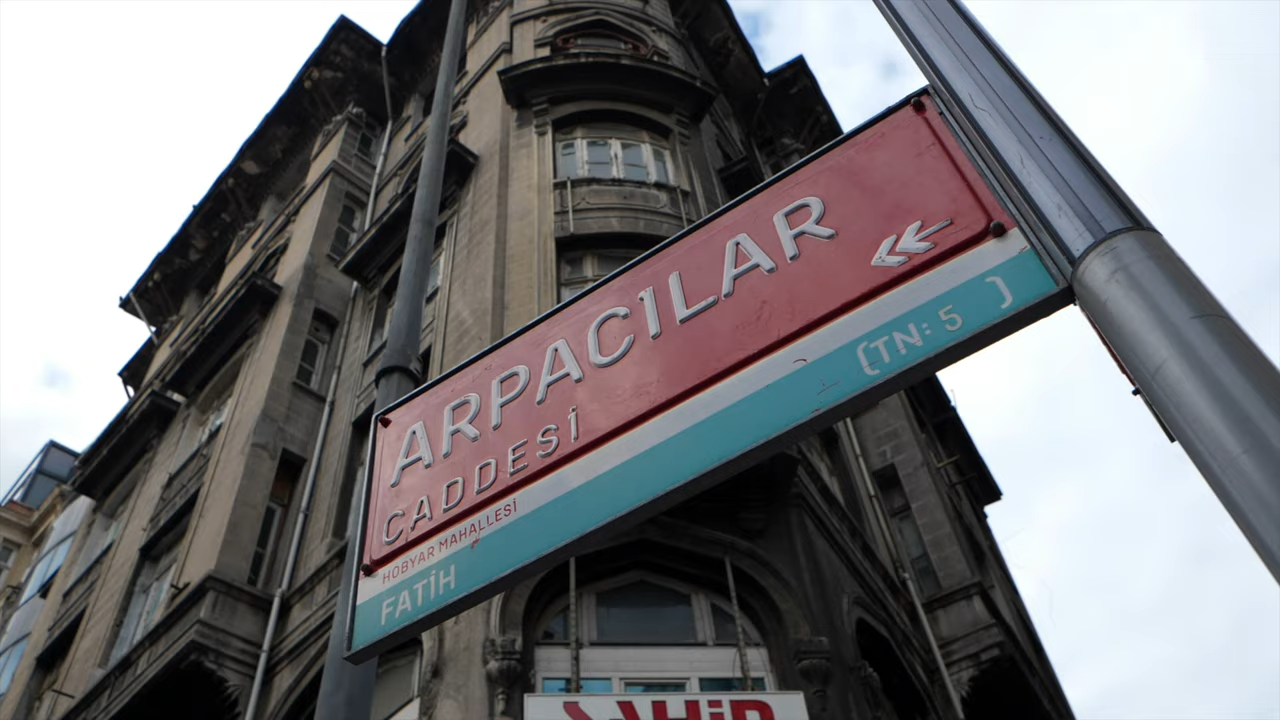 ARPACILAR
CADDESİ
HOBYAR MAHALLESİ
FATİH
(TN: 5 )